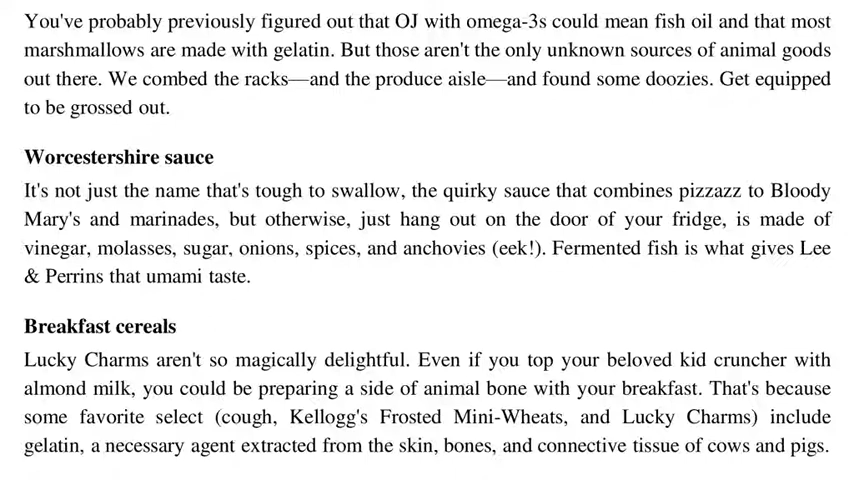 You've probably previously figured out that OJ with omega-3s could mean fish oil and that most
marshmallows are made with gelatin. But those aren't the only unknown sources of animal goods
out there. We combed the racks—and the produce aisle—and found some doozies. Get equipped
to be grossed out.
Worcestershire sauce
It's not just the name that's tough to swallow, the quirky sauce that combines pizzazz to Bloody
Mary's and marinades, but otherwise, just hang out on the door of your fridge, is made of
vinegar, molasses, sugar, onions, spices, and anchovies (eek!). Fermented fish is what gives Lee
& Perrins that umami taste.
Breakfast cereals
Lucky Charms aren't so magically delightful. Even if you top your beloved kid cruncher with
almond milk, you could be preparing a side of animal bone with your breakfast. That's because
some favorite select (cough, Kellogg's Frosted Mini-Wheats, and Lucky Charms) include
gelatin, a necessary agent extracted from the skin, bones, and connective tissue of cows and pigs.